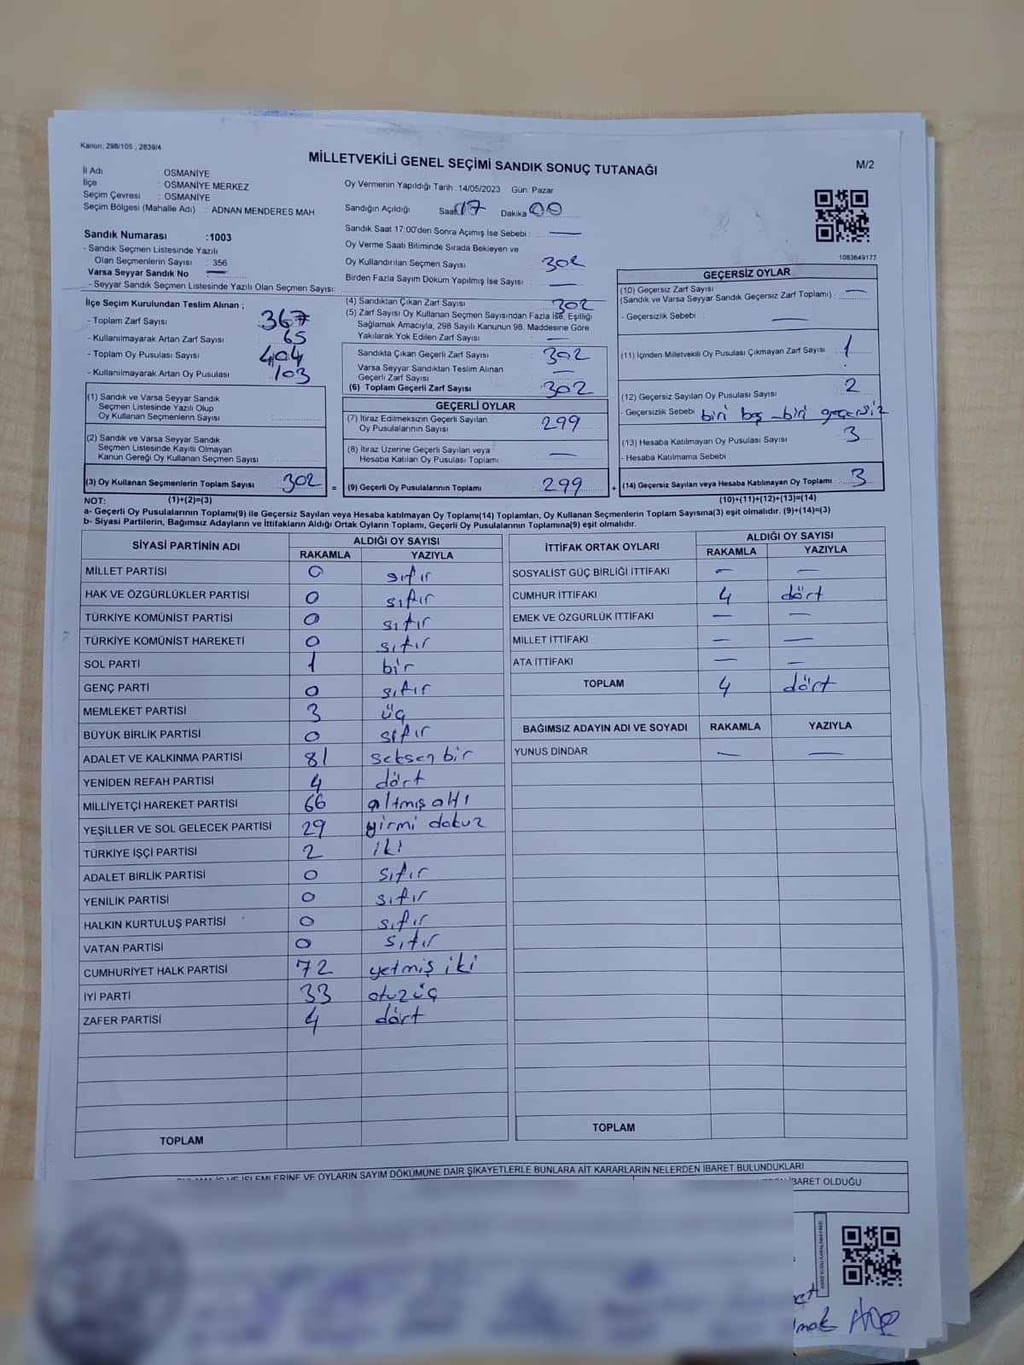 Kanun: 298/105 , 2839/4
MİLLETVEKİLİ GENEL SEÇİMİ SANDIK SONUÇ TUTANAĞI
M/2
İl Adı OSMANİYE
İlçe : OSMANİYE MERKEZ
Seçim Çevresi : OSMANİYE
Seçim Bölgesi (Mahalle Adı) : ADNAN MENDERES MAH
Oy Vermenin Yapıldığı Tarih : 14/05/2023 Gün: Pazar
Sandığın Açıldığı Saat 17 Dakika 00
Sandık Numarası :1003
- Sandık Seçmen Listesinde Yazılı
Olan Seçmenlerin Sayısı : 356
Varsa Seyyar Sandık No —
- Seyyar Sandık Seçmen Listesinde Yazılı Olan Seçmen Sayısı:
Sandık Saat 17:00'den Sonra Açılmış İse Sebebi : —
Oy Verme Saati Bitiminde Sırada Bekleyen ve
Oy Kullandırılan Seçmen Sayısı 302
Birden Fazla Sayım Döküm Yapılmış İse Sayısı : —
1083649177
İlçe Seçim Kurulundan Teslim Alınan ;
- Toplam Zarf Sayısı 367
- Kullanılmayarak Artan Zarf Sayısı 65
- Toplam Oy Pusulası Sayısı 404
- Kullanılmayarak Artan Oy Pusulası 103
(1) Sandık ve Varsa Seyyar Sandık
Seçmen Listesinde Yazılı Olup
Oy Kullanan Seçmenlerin Sayısı
(2) Sandık ve Varsa Seyyar Sandık
Seçmen Listesinde Kayıtlı Olmayan
Kanun Gereği Oy Kullanan Seçmen Sayısı
(3) Oy Kullanan Seçmenlerin Toplam Sayısı 302 =
(4) Sandıktan Çıkan Zarf Sayısı 302
(5) Zarf Sayısı Oy Kullanan Seçmen Sayısından Fazla İse, Eşitliği
Sağlamak Amacıyla, 298 Sayılı Kanunun 98. Maddesine Göre
Yakılarak Yok Edilen Zarf Sayısı : —
Sandıkta Çıkan Geçerli Zarf Sayısı 302
Varsa Seyyar Sandıktan Teslim Alınan
Geçerli Zarf Sayısı —
(6) Toplam Geçerli Zarf Sayısı 302
GEÇERLİ OYLAR
(7) İtiraz Edilmeksizin Geçerli Sayılan
Oy Pusulalarının Sayısı 299
(8) İtiraz Üzerine Geçerli Sayılan veya
Hesaba Katılan Oy Pusulası Toplamı —
(9) Geçerli Oy Pusulalarının Toplamı 299 +
GEÇERSİZ OYLAR
(10) Geçersiz Zarf Sayısı —
(Sandık ve Varsa Seyyar Sandık Geçersiz Zarf Toplamı) :
- Geçersizlik Sebebi : —
(11) İçinden Milletvekili Oy Pusulası Çıkmayan Zarf Sayısı 1
(12) Geçersiz Sayılan Oy Pusulası Sayısı 2
- Geçersizlik Sebebi biri boş - biri geçersiz
(13) Hesaba Katılmayan Oy Pusulası Sayısı 3
- Hesaba Katılmama Sebebi
(14) Geçersiz Sayılan veya Hesaba Katılmayan Oy Toplamı 3
NOT: (1)+(2)=(3) (10)+(11)+(12)+(13)=(14)
a- Geçerli Oy Pusulalarının Toplamı(9) ile Geçersiz Sayılan veya Hesaba Katılmayan Oy Toplamı(14) Toplamları, Oy Kullanan Seçmenlerin Toplam Sayısına(3) eşit olmalıdır. (9)+(14)=(3)
b- Siyasi Partilerin, Bağımsız Adayların ve İttifakların Aldığı Ortak Oyların Toplamı, Geçerli Oy Pusulalarının Toplamına(9) eşit olmalıdır.
SİYASİ PARTİNİN ADI ALDIĞI OY SAYISI
RAKAMLA YAZIYLA
MİLLET PARTİSİ 0 sıfır
HAK VE ÖZGÜRLÜKLER PARTİSİ 0 sıfır
TÜRKİYE KOMÜNİST PARTİSİ 0 sıfır
TÜRKİYE KOMÜNİST HAREKETİ 0 sıfır
SOL PARTİ 1 bir
GENÇ PARTİ 0 sıfır
MEMLEKET PARTİSİ 3 üç
BÜYÜK BİRLİK PARTİSİ 0 sıfır
ADALET VE KALKINMA PARTİSİ 81 seksen bir
YENİDEN REFAH PARTİSİ 4 dört
MİLLİYETÇİ HAREKET PARTİSİ 66 altmış altı
YEŞİLLER VE SOL GELECEK PARTİSİ 29 yirmi dokuz
TÜRKİYE İŞÇİ PARTİSİ 2 iki
ADALET BİRLİK PARTİSİ 0 sıfır
YENİLİK PARTİSİ 0 sıfır
HALKIN KURTULUŞ PARTİSİ 0 sıfır
VATAN PARTİSİ 0 sıfır
CUMHURİYET HALK PARTİSİ 72 yetmiş iki
İYİ PARTİ 33 otuz üç
ZAFER PARTİSİ 4 dört
TOPLAM
İTTİFAK ORTAK OYLARI ALDIĞI OY SAYISI
RAKAMLA YAZIYLA
SOSYALİST GÜÇ BİRLİĞİ İTTİFAKI — —
CUMHUR İTTİFAKI 4 dört
EMEK VE ÖZGÜRLÜK İTTİFAKI — —
MİLLET İTTİFAKI — —
ATA İTTİFAKI — —
TOPLAM 4 dört
BAĞIMSIZ ADAYIN ADI VE SOYADI RAKAMLA YAZIYLA
YUNUS DİNDAR — —
TOPLAM
İŞLEMLERİNE VE OYLARIN SAYIM DÖKÜMÜNE DAİR ŞİKAYETLERLE BUNLARA AİT KARARLARIN NELERDEN İBARET BULUNDUKLARI
İBARET OLDUĞU